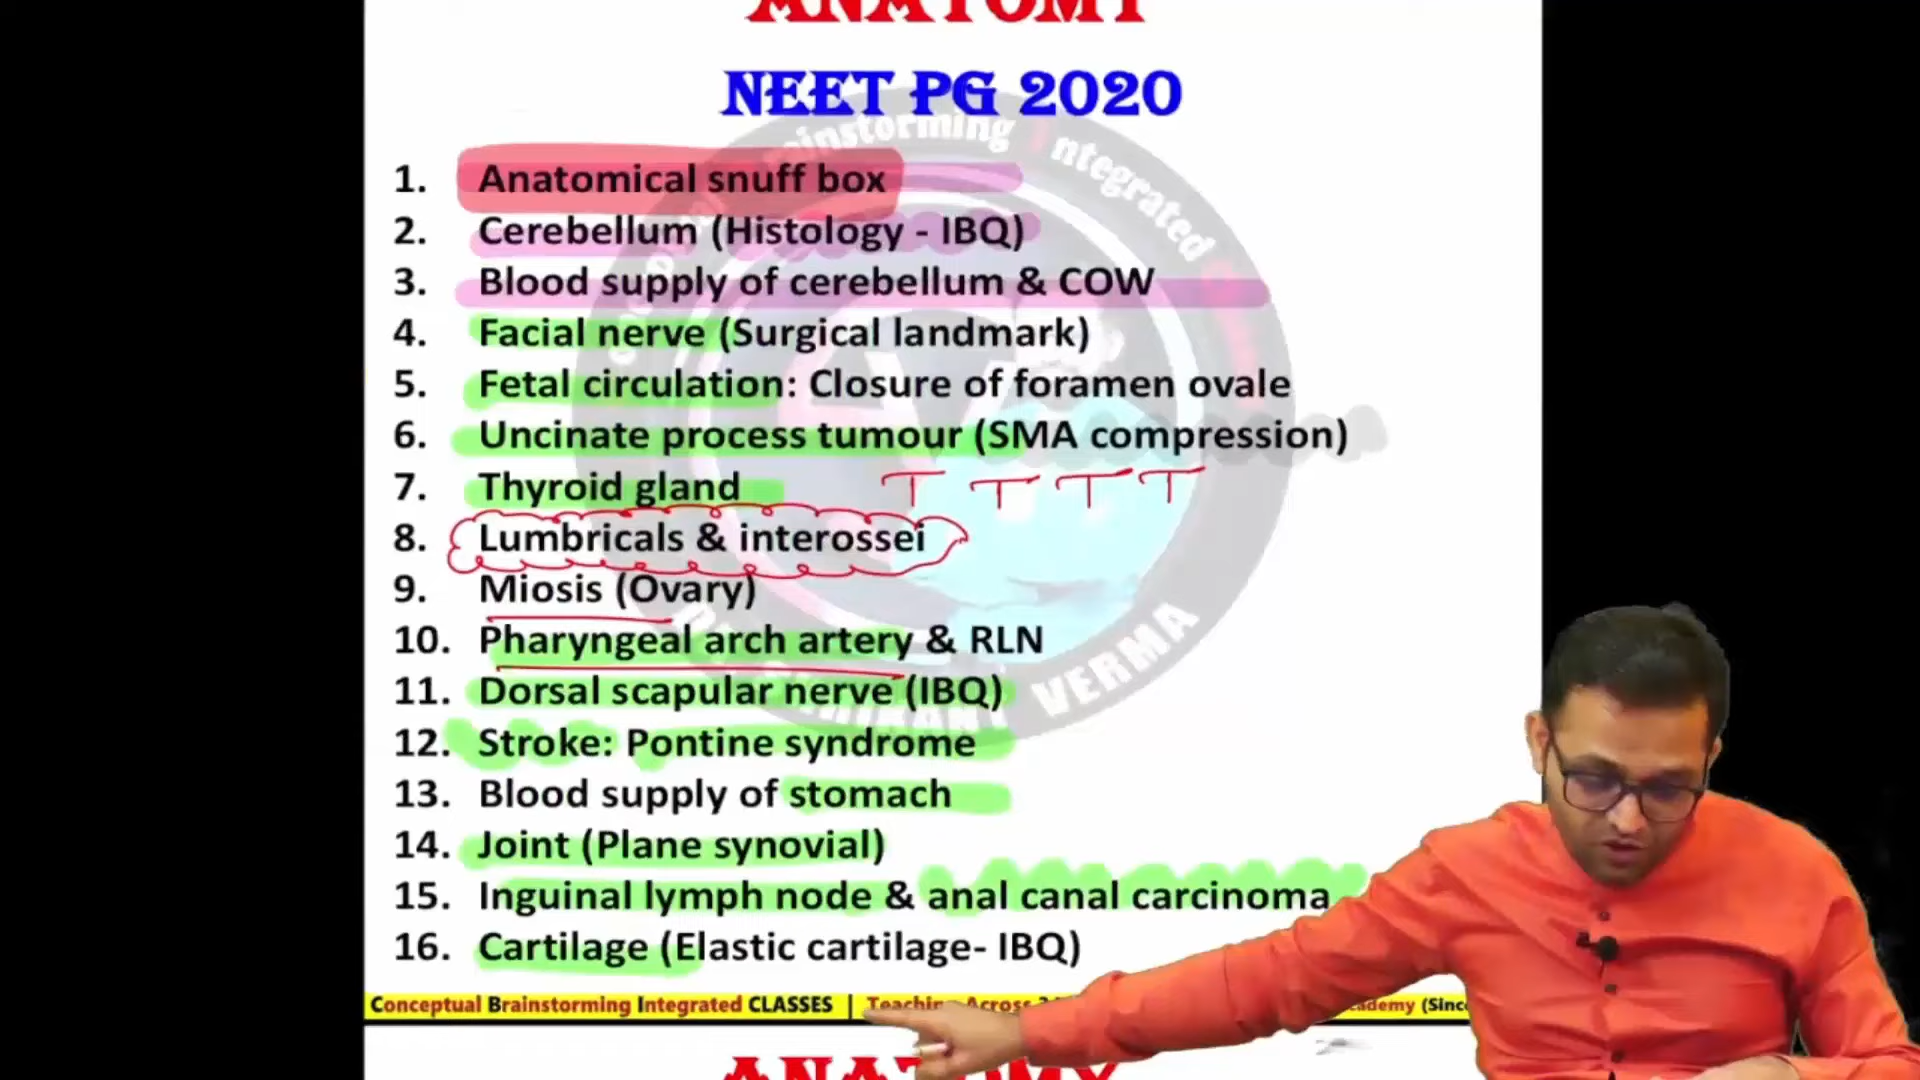 ANATOMY
NEET PG 2020
1. Anatomical snuff box
2. Cerebellum (Histology - IBQ)
3. Blood supply of cerebellum & COW
4. Facial nerve (Surgical landmark)
5. Fetal circulation: Closure of foramen ovale
6. Uncinate process tumour (SMA compression)
7. Thyroid gland T T T T
8. Lumbricals & interossei
9. Miosis (Ovary)
10. Pharyngeal arch artery & RLN
11. Dorsal scapular nerve (IBQ)
12. Stroke: Pontine syndrome
13. Blood supply of stomach
14. Joint (Plane synovial)
15. Inguinal lymph node & anal canal carcinoma
16. Cartilage (Elastic cartilage- IBQ)
Conceptual Brainstorming Integrated CLASSES | Teaching Across (Since
ANATOMY
VERMA